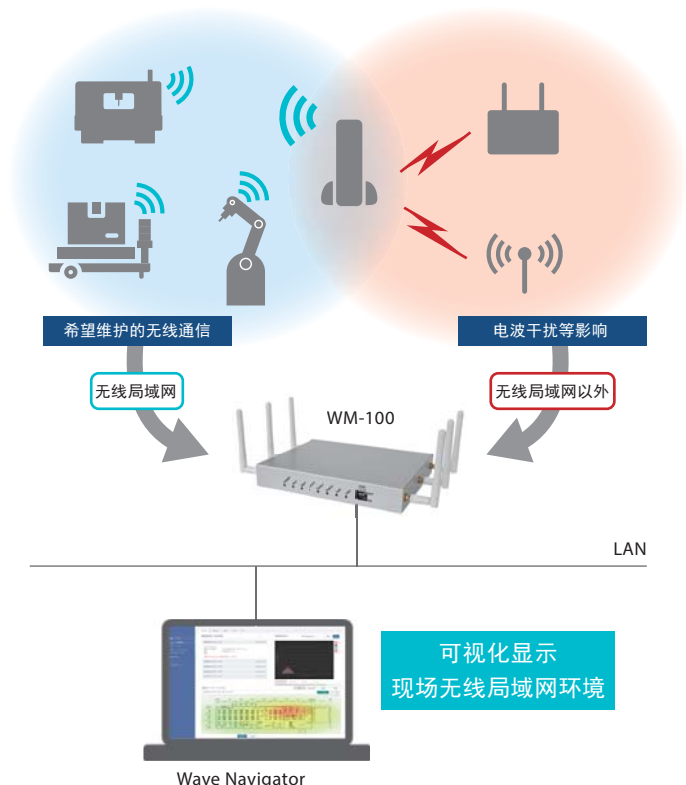 希望维护的无线通信
电波干扰等影响
无线局域网
无线局域网以外
WM-100
LAN
可视化显示
现场无线局域网环境
Wave Navigator